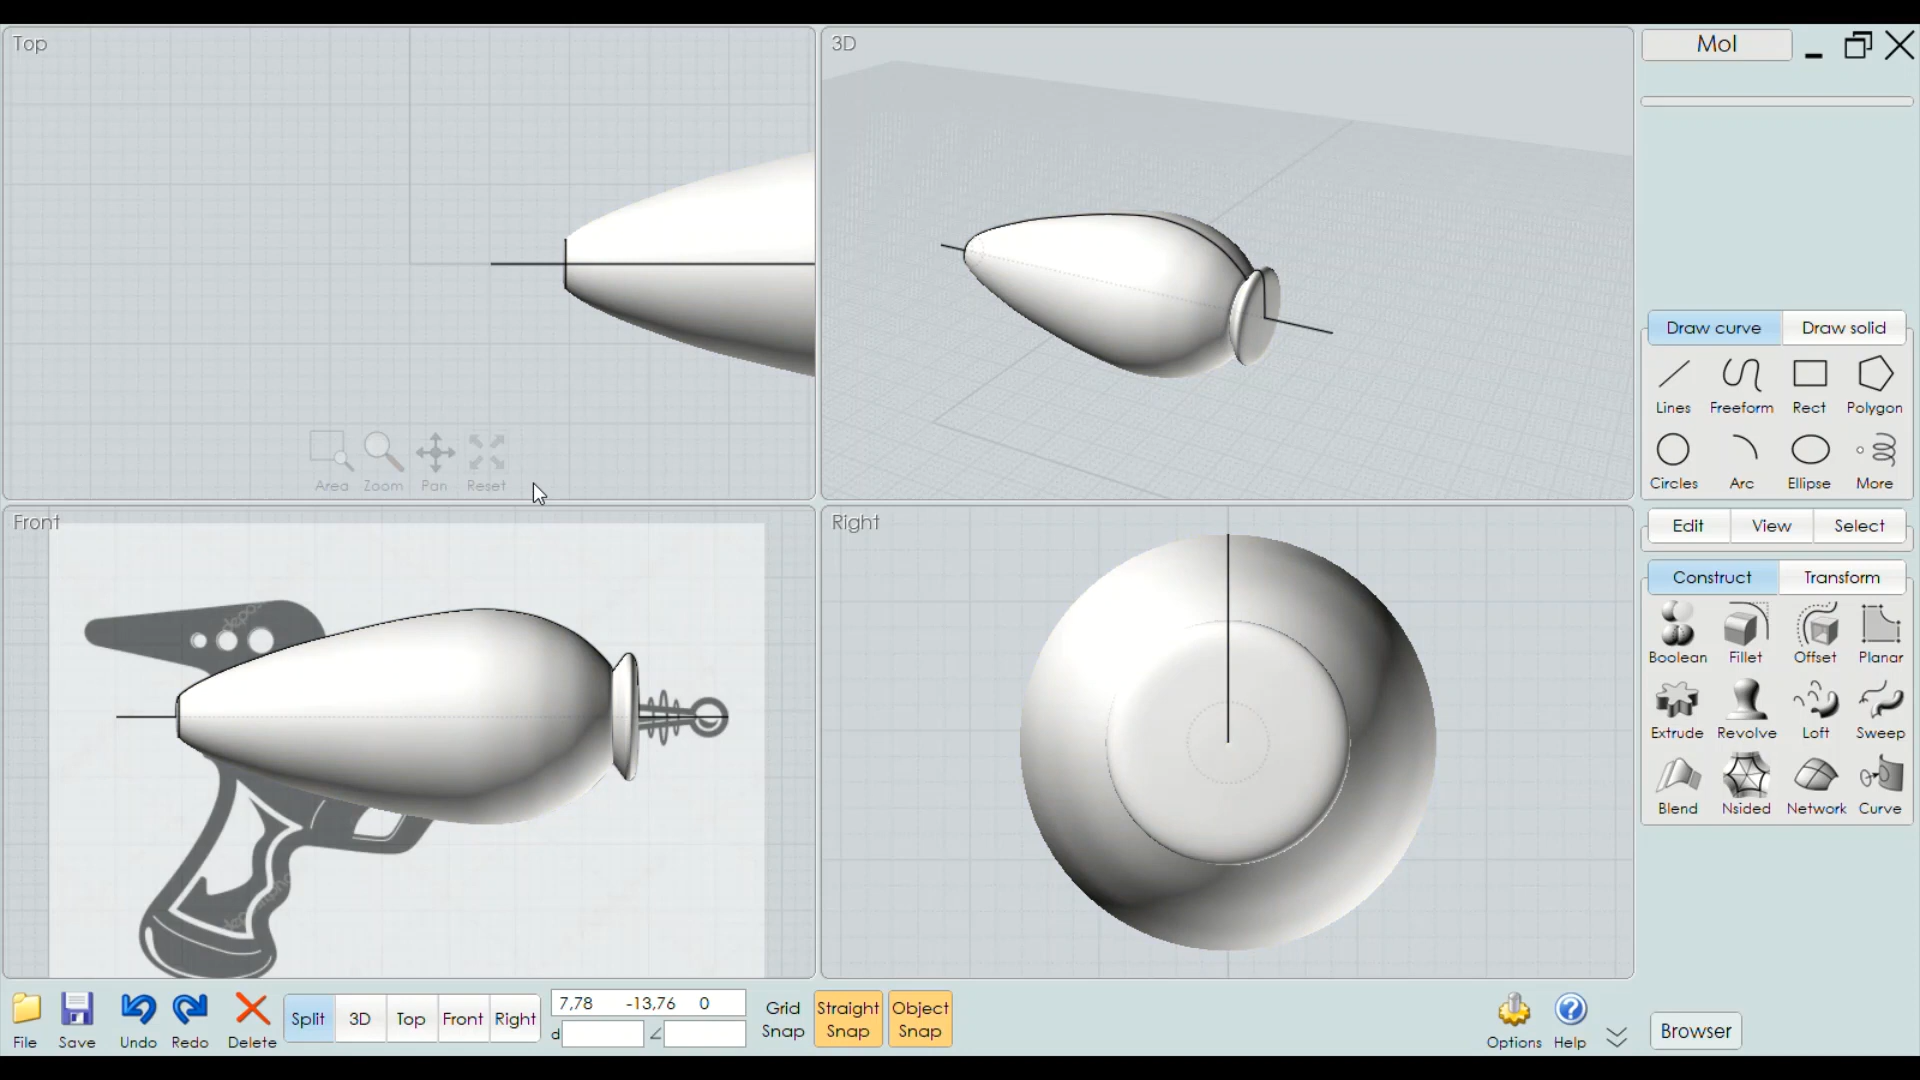 Top
3D
MoI
Area Zoom Pan Reset
Front
Right
Draw curve Draw solid
Lines Freeform Rect Polygon
Circles Arc Ellipse More
Edit View Select
Construct Transform
Boolean Fillet Offset Planar
Extrude Revolve Loft Sweep
Blend Nsided Network Curve
File Save Undo Redo Delete
Split 3D Top Front Right
7,78 -13,76 0
d
Grid Snap
Straight Snap
Object Snap
Options Help
Browser